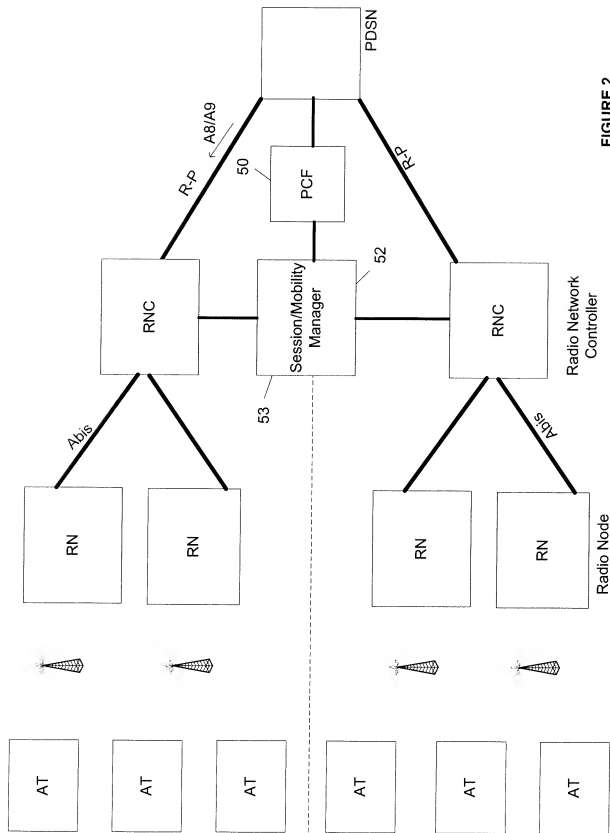 PDSN
R-P
A8/A9
50
PCF
R-P
RNC
Session/Mobility
Manager
52
53
RNC
Radio Network
Controller
Abis
Abis
RN
RN
RN
RN
Radio Node
AT
AT
AT
AT
AT
AT
FIGURE 2